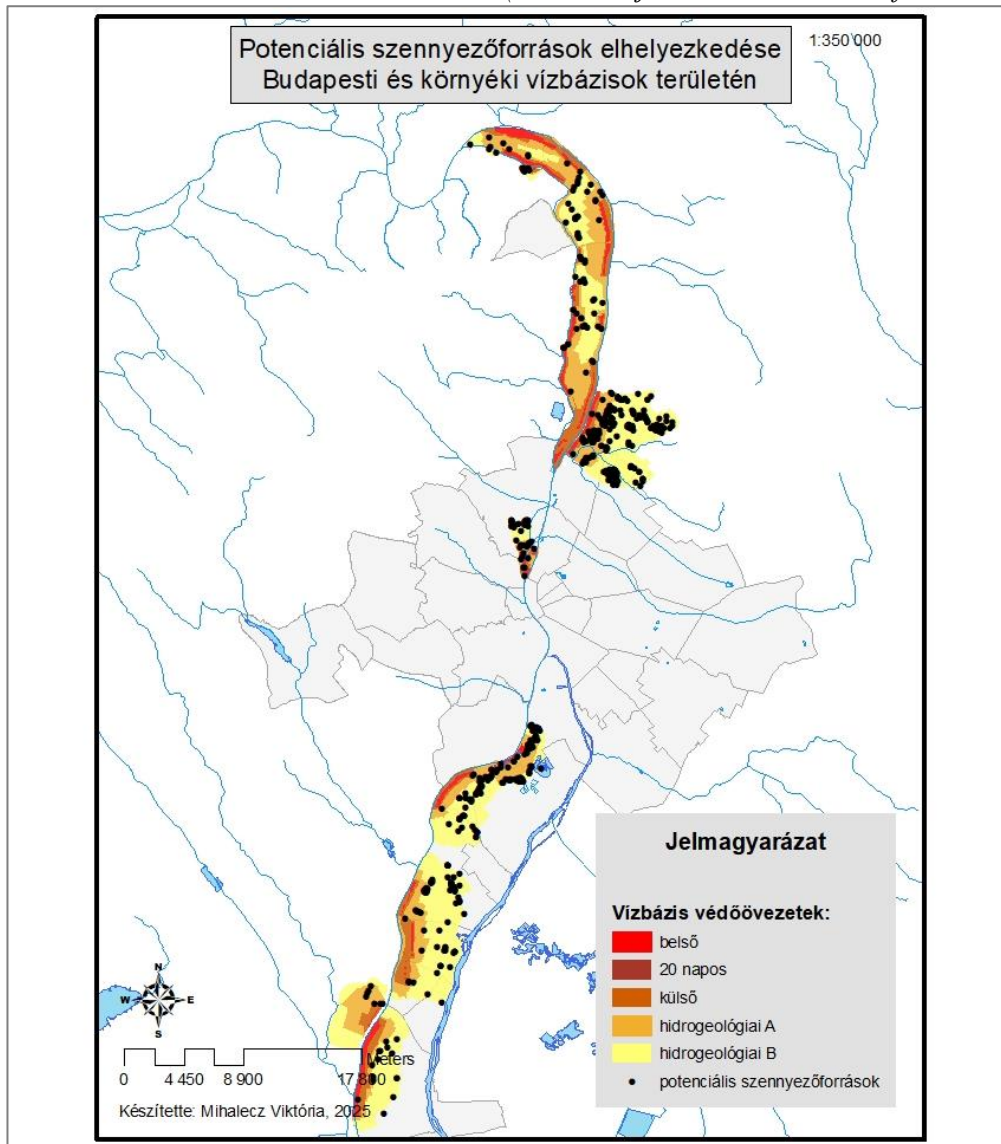 Potenciális szennyezőforrások elhelyezkedése
Budapesti és környéki vízbázisok területén
1:350 000
Jelmagyarázat
Vízbázis védőövezetek:
belső
20 napos
külső
hidrogeológiai A
hidrogeológiai B
potenciális szennyezőforrások
N
W E
S
Meters
0 4 450 8 900 17 800
Készítette: Mihalecz Viktória, 2025